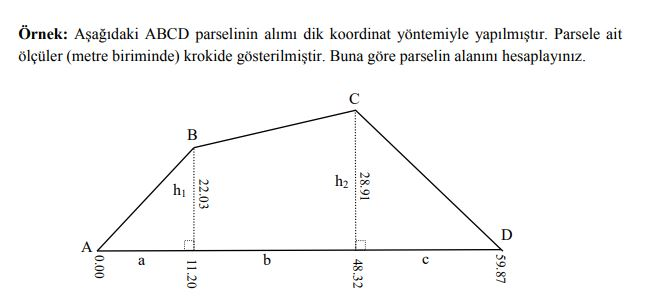 Örnek: Aşağıdaki ABCD parselinin alımı dik koordinat yöntemiyle yapılmıştır. Parsele ait
ölçüler (metre biriminde) krokide gösterilmiştir. Buna göre parselin alanını hesaplayınız.
C
B
h₁
22.03
h₂
28.91
A
D
0.00
a
11.20
b
48.32
c
59.87